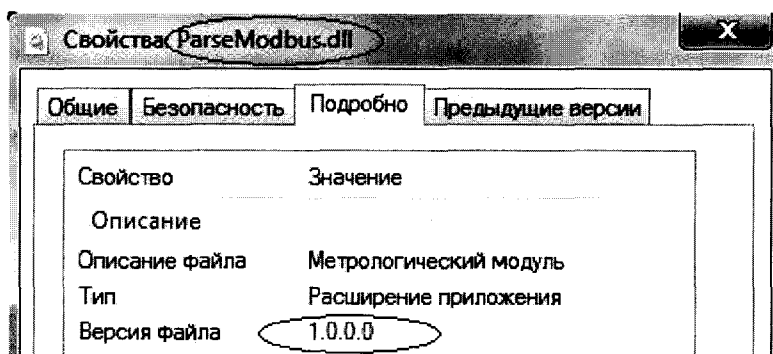 Свойства: ParseModbus.dll
Общие Безопасность Подробно Предыдущие версии
Свойство Значение
Описание
Описание файла Метрологический модуль
Тип Расширение приложения
Версия файла 1.0.0.0